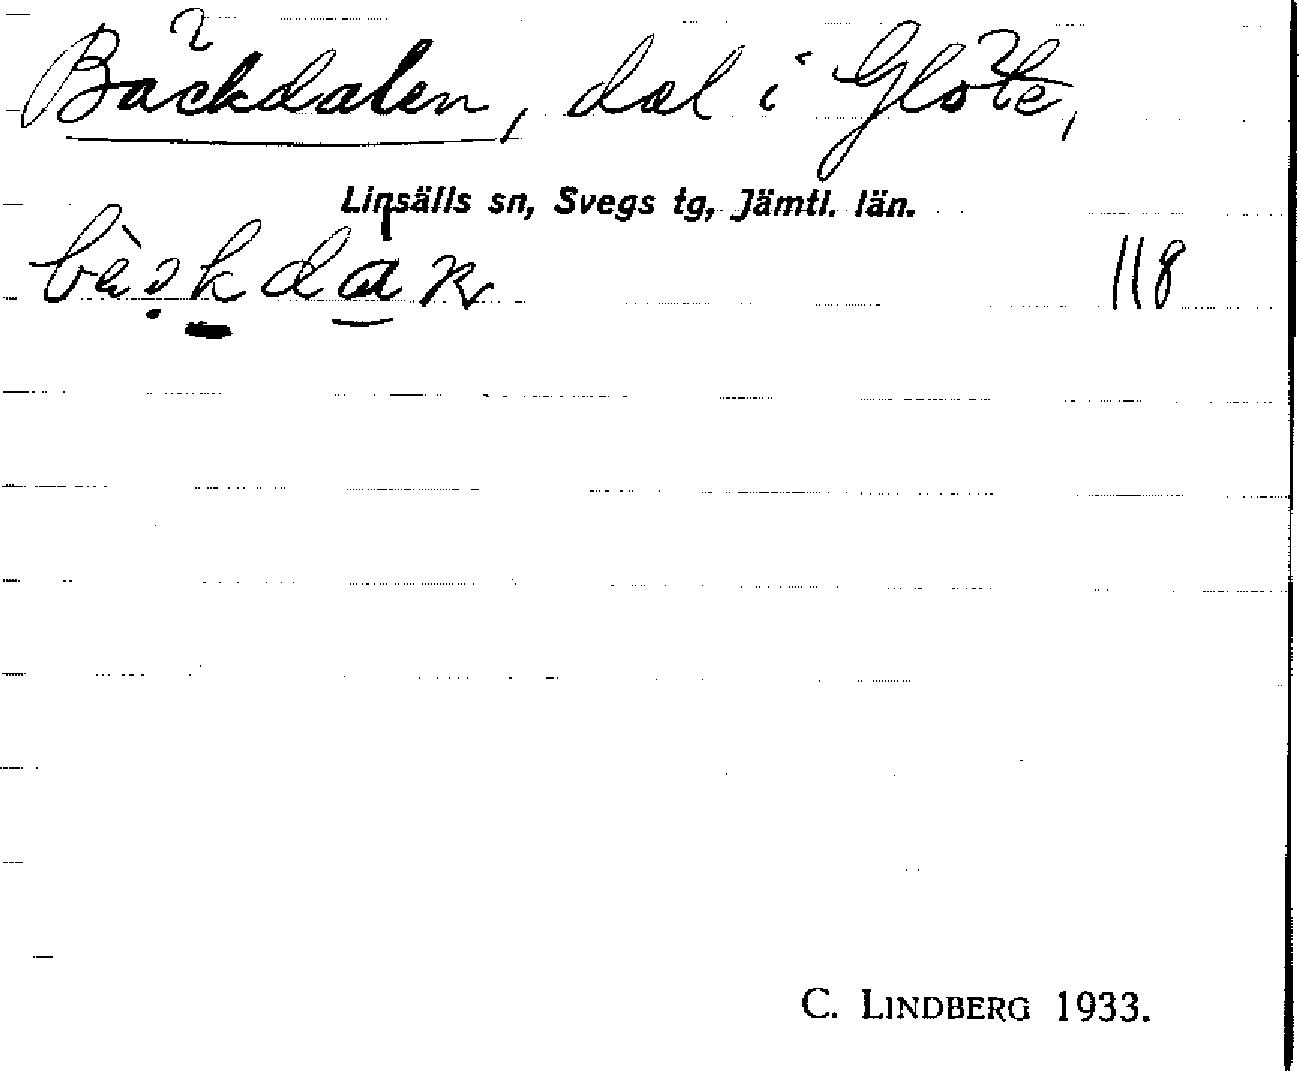 Bäckdalen, dal i Glöte,
Linsälls sn, Svegs tg, Jämtl. län.
118
C. LINDBERG 1933.